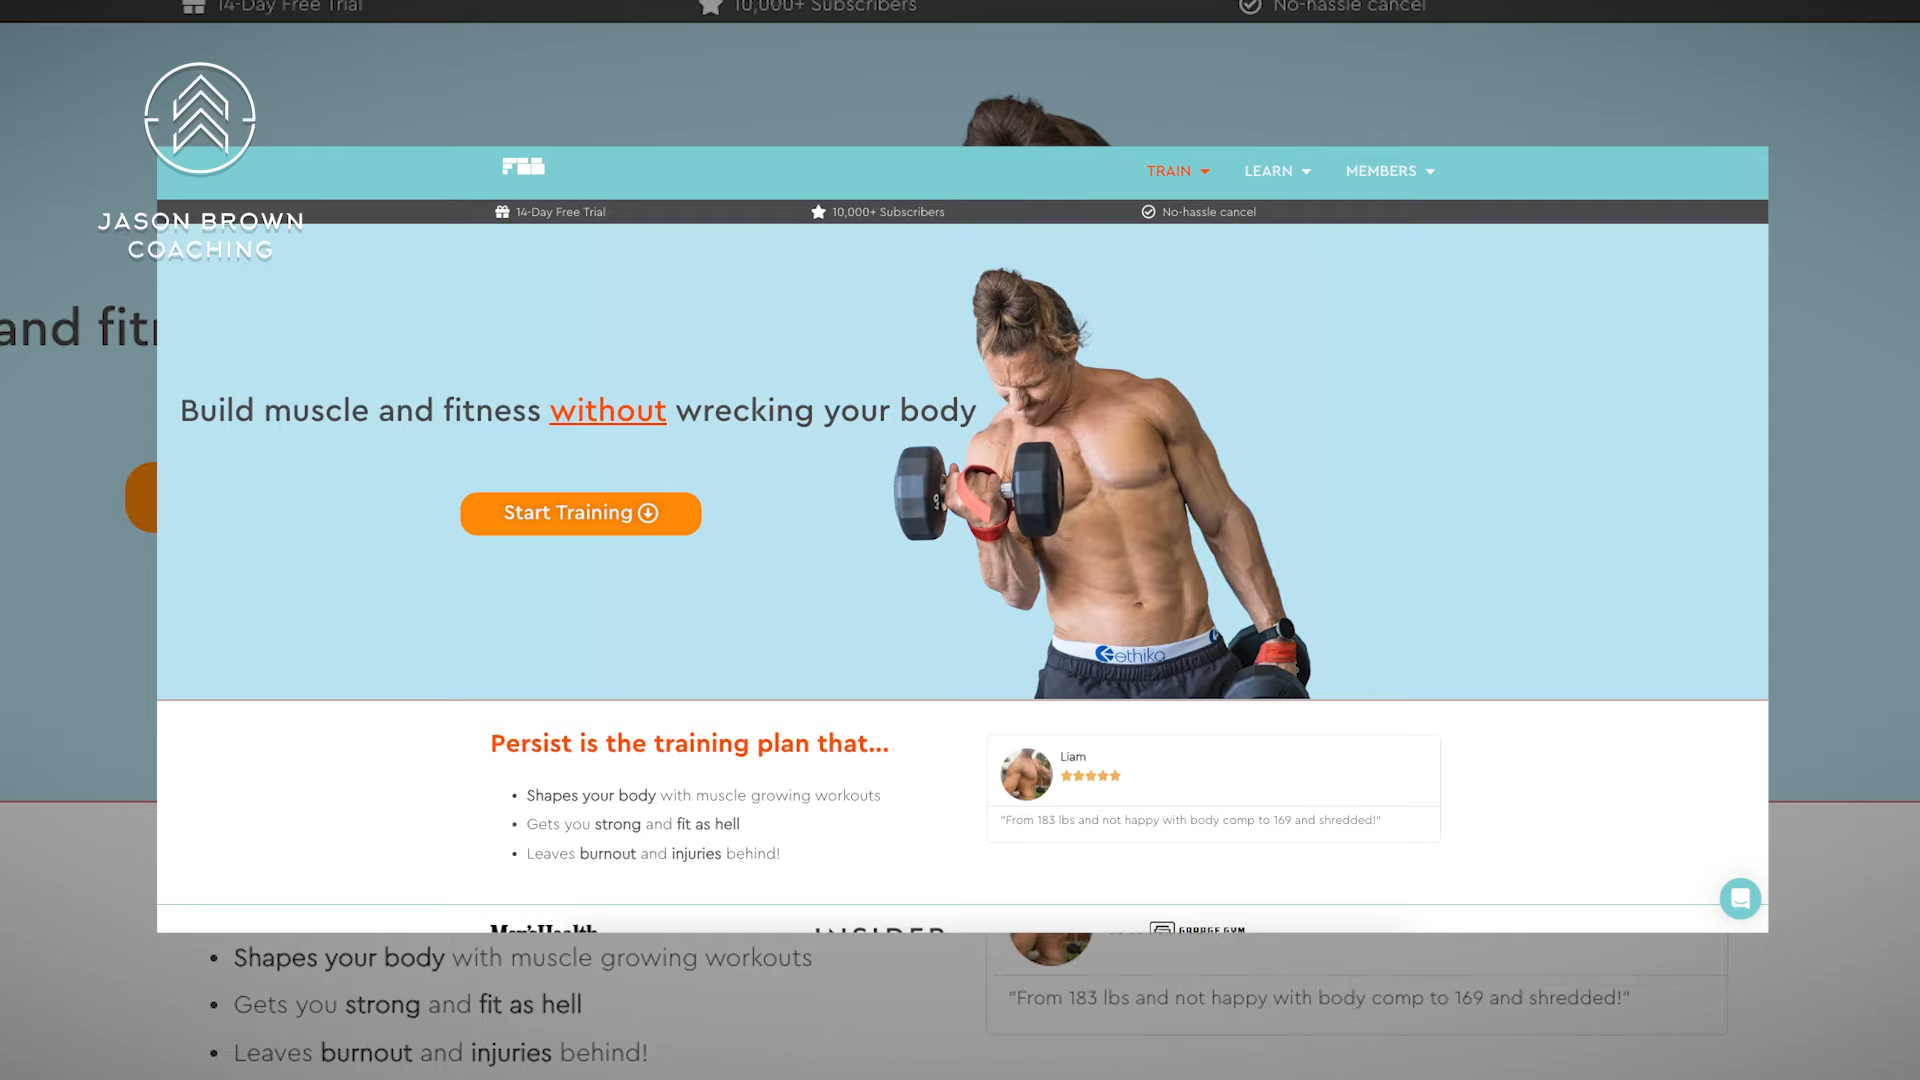 14-Day Free Trial
10,000+ Subscribers
No-hassle cancel
JASON BROWN
COACHING
TRAIN
LEARN
MEMBERS
14-Day Free Trial
10,000+ Subscribers
No-hassle cancel
and fit
Build muscle and fitness without wrecking your body
Start Training
ethika
Persist is the training plan that...
• Shapes your body with muscle growing workouts
• Gets you strong and fit as hell
• Leaves burnout and injuries behind!
Liam
"From 183 lbs and not happy with body comp to 169 and shredded!"
Men'sHealth
INSIDER
GARAGE GYM
• Shapes your body with muscle growing workouts
• Gets you strong and fit as hell
• Leaves burnout and injuries behind!
"From 183 lbs and not happy with body comp to 169 and shredded!"